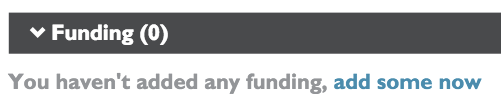 Funding (0)
You haven't added any funding, add some now